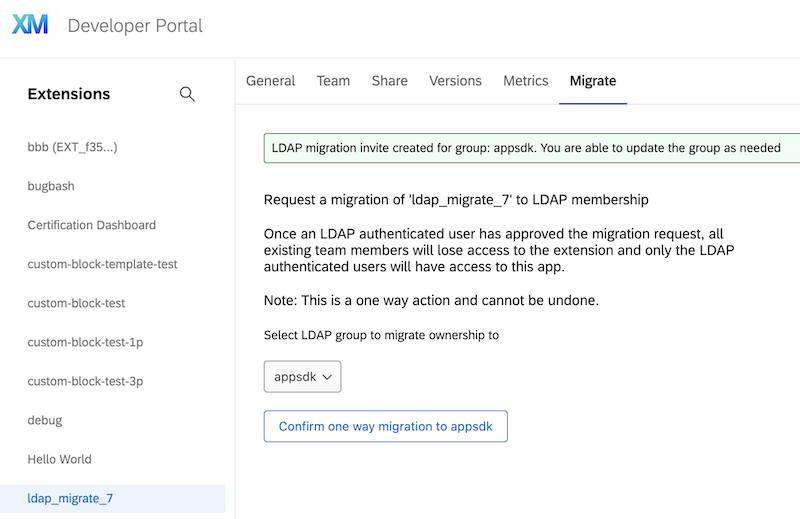 XM Developer Portal
Extensions
bbb (EXT_f35...)
bugbash
Certification Dashboard
custom-block-template-test
custom-block-test
custom-block-test-1p
custom-block-test-3p
debug
Hello World
ldap_migrate_7
General Team Share Versions Metrics Migrate
LDAP migration invite created for group: appsdk. You are able to update the group as needed
Request a migration of 'ldap_migrate_7' to LDAP membership
Once an LDAP authenticated user has approved the migration request, all
existing team members will lose access to the extension and only the LDAP
authenticated users will have access to this app.
Note: This is a one way action and cannot be undone.
Select LDAP group to migrate ownership to
appsdk
Confirm one way migration to appsdk